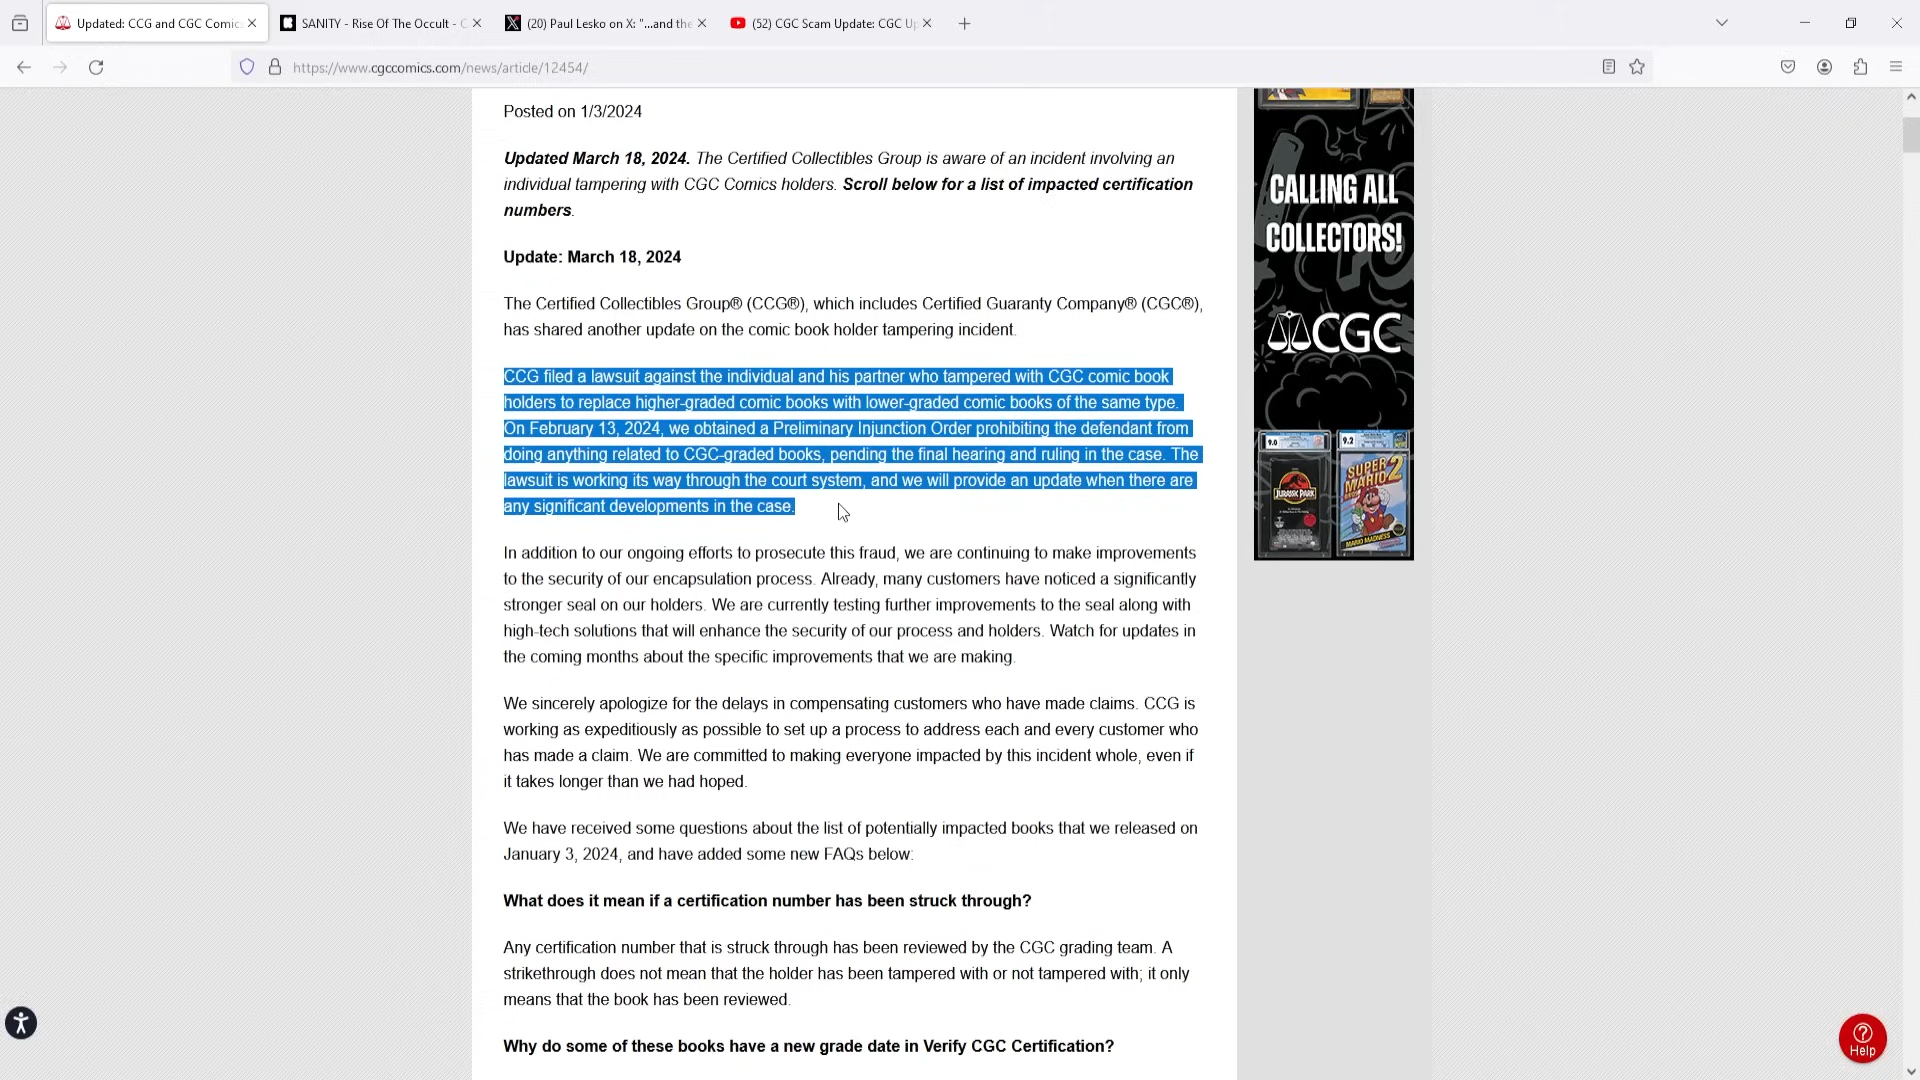 Updated: CCG and CGC Comic
SANITY - Rise Of The Occult - C
(20) Paul Lesko on X: "...and the
(52) CGC Scam Update: CGC Up
https://www.cgccomics.com/news/article/12454/
Posted on 1/3/2024
Updated March 18, 2024. The Certified Collectibles Group is aware of an incident involving an
individual tampering with CGC Comics holders. Scroll below for a list of impacted certification
numbers.
Update: March 18, 2024
The Certified Collectibles Group® (CCG®), which includes Certified Guaranty Company® (CGC®),
has shared another update on the comic book holder tampering incident.
CCG filed a lawsuit against the individual and his partner who tampered with CGC comic book
holders to replace higher-graded comic books with lower-graded comic books of the same type.
On February 13, 2024, we obtained a Preliminary Injunction Order prohibiting the defendant from
doing anything related to CGC-graded books, pending the final hearing and ruling in the case. The
lawsuit is working its way through the court system, and we will provide an update when there are
any significant developments in the case.
In addition to our ongoing efforts to prosecute this fraud, we are continuing to make improvements
to the security of our encapsulation process. Already, many customers have noticed a significantly
stronger seal on our holders. We are currently testing further improvements to the seal along with
high-tech solutions that will enhance the security of our process and holders. Watch for updates in
the coming months about the specific improvements that we are making.
We sincerely apologize for the delays in compensating customers who have made claims. CCG is
working as expeditiously as possible to set up a process to address each and every customer who
has made a claim. We are committed to making everyone impacted by this incident whole, even if
it takes longer than we had hoped.
We have received some questions about the list of potentially impacted books that we released on
January 3, 2024, and have added some new FAQs below:
What does it mean if a certification number has been struck through?
Any certification number that is struck through has been reviewed by the CGC grading team. A
strikethrough does not mean that the holder has been tampered with or not tampered with; it only
means that the book has been reviewed.
Why do some of these books have a new grade date in Verify CGC Certification?
CALLING ALL
COLLECTORS!
CGC
9.0
9.2
JURASSIC PARK
SUPER
MARIO 2
MARIO MADNESS
Help